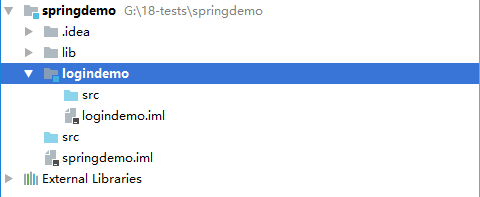 springdemo G:\18-tests\springdemo
.idea
lib
logindemo
src
logindemo.iml
src
springdemo.iml
External Libraries